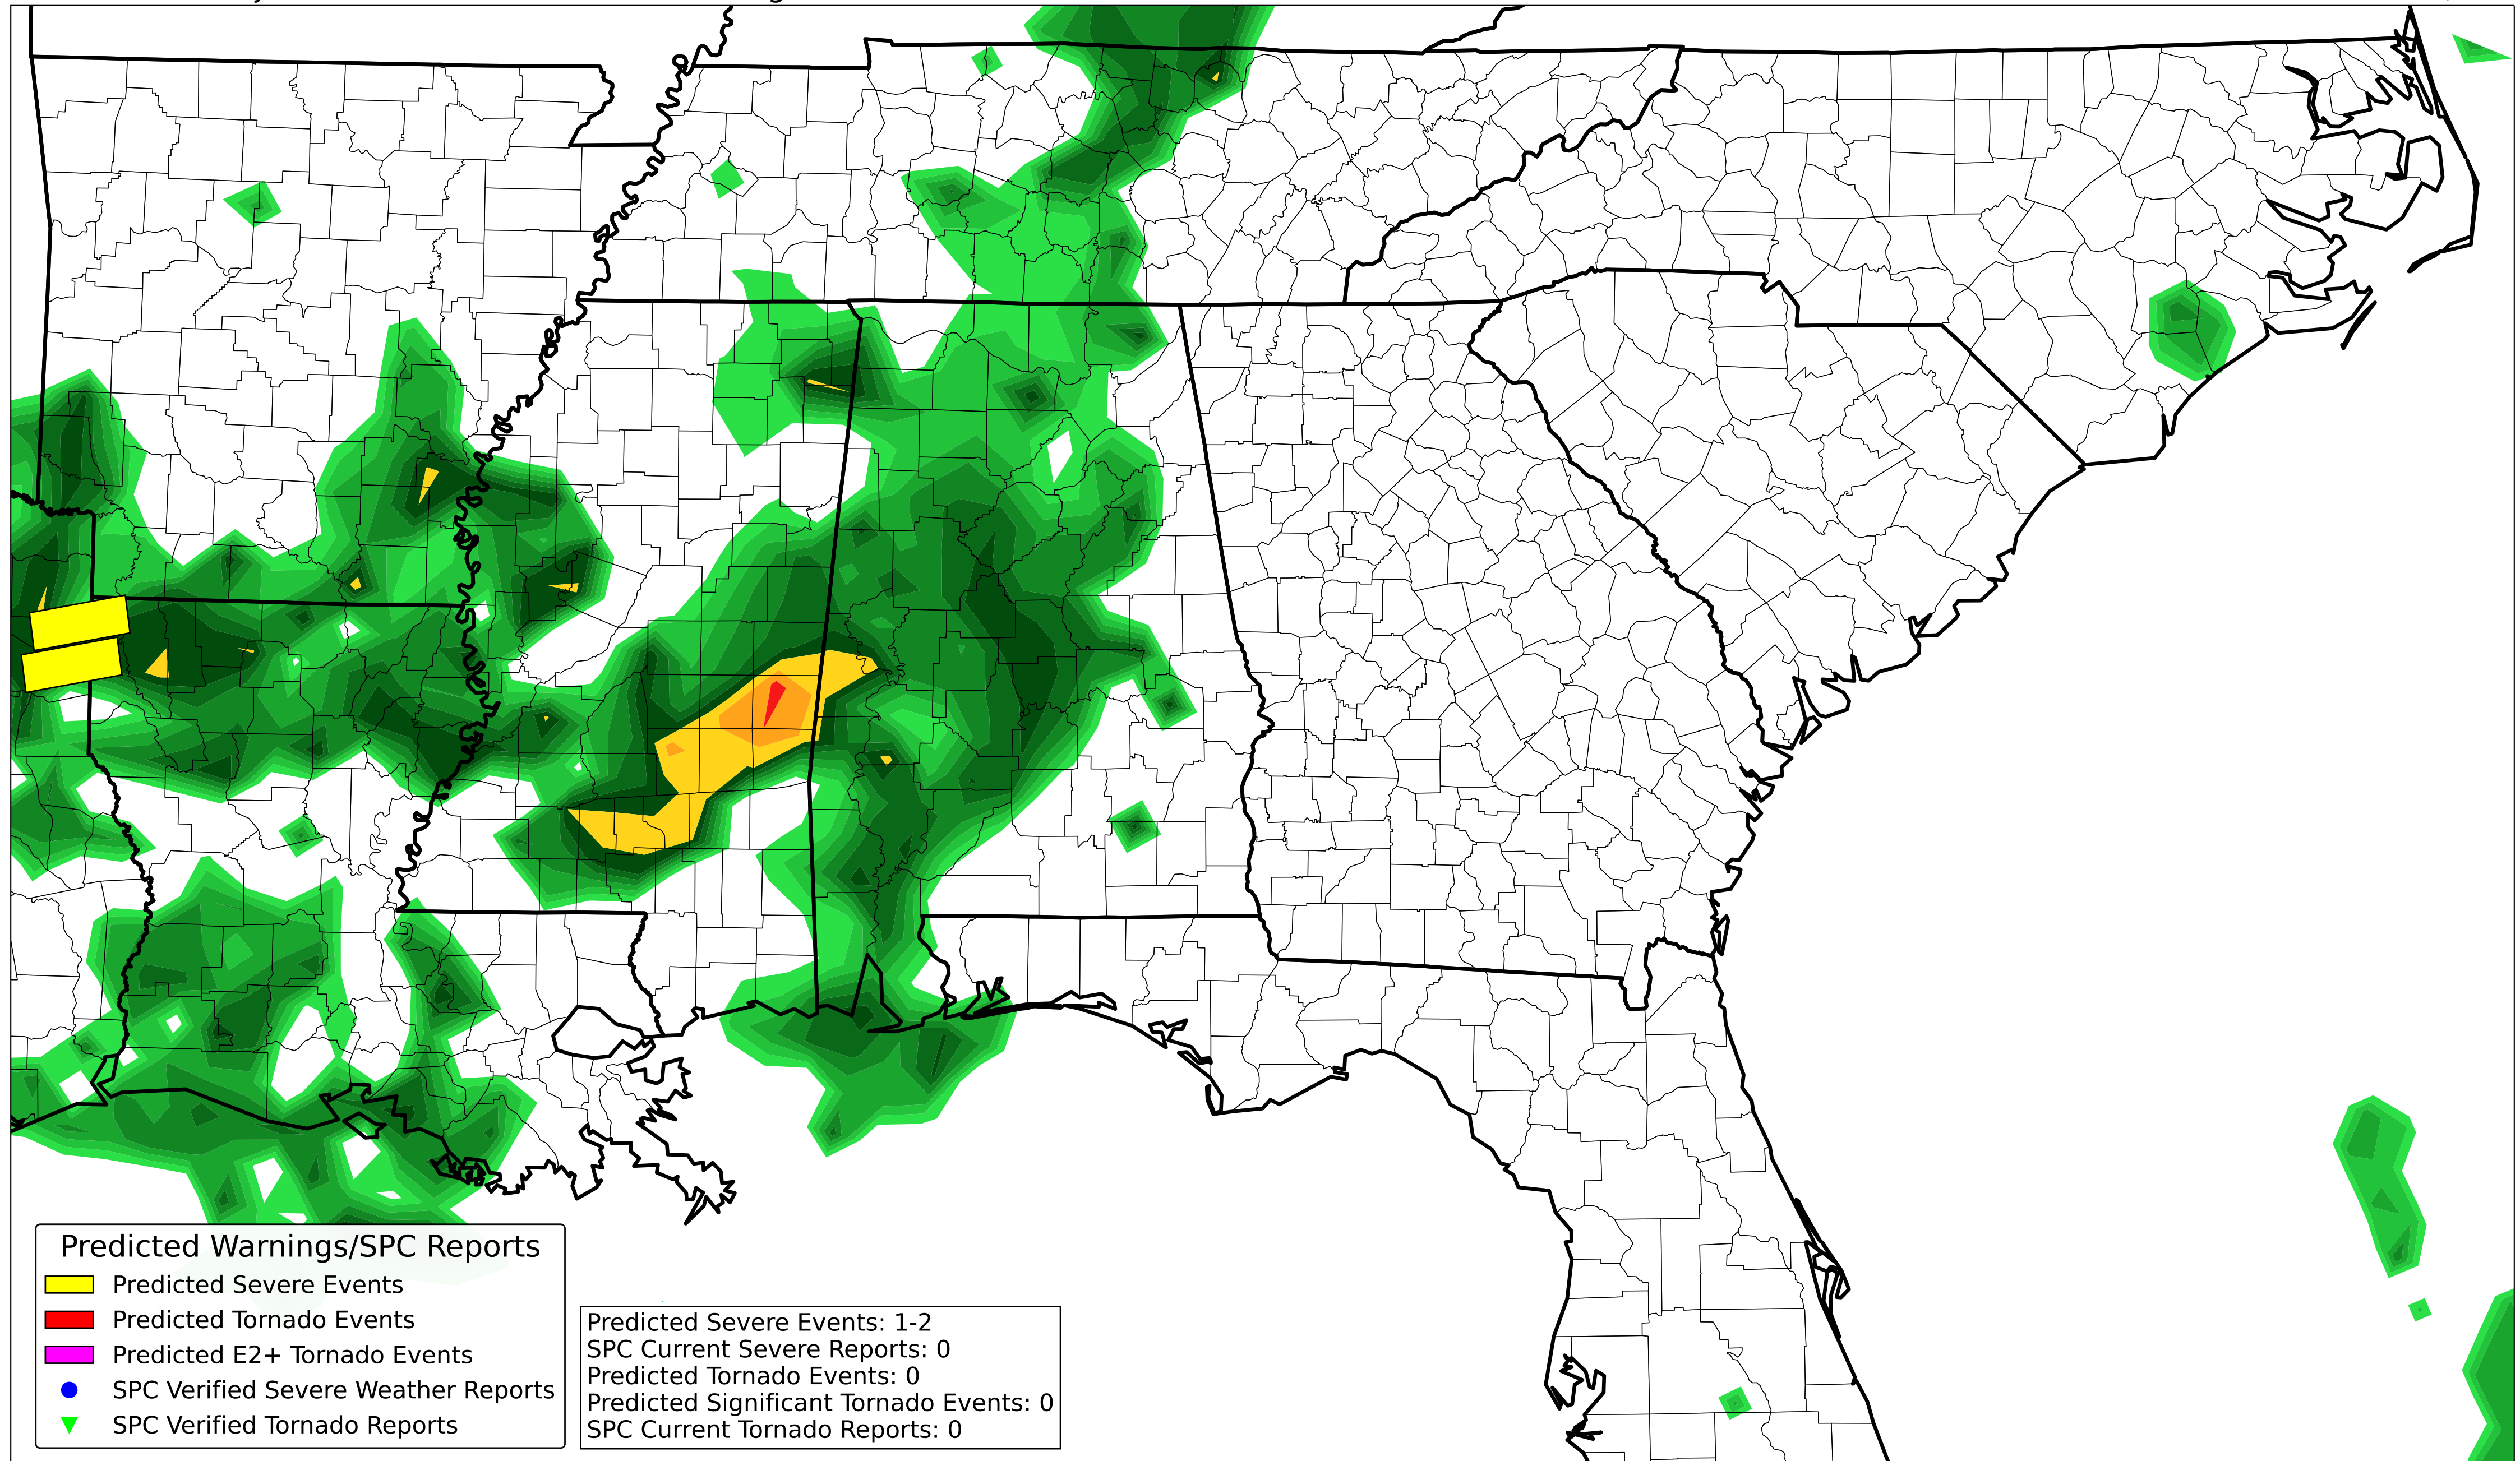 Predicted Warnings/SPC Reports
Predicted Severe Events
Predicted Tornado Events
Predicted E2+ Tornado Events
SPC Verified Severe Weather Reports
SPC Verified Tornado Reports
Predicted Severe Events: 1-2
SPC Current Severe Reports: 0
Predicted Tornado Events: 0
Predicted Significant Tornado Events: 0
SPC Current Tornado Reports: 0